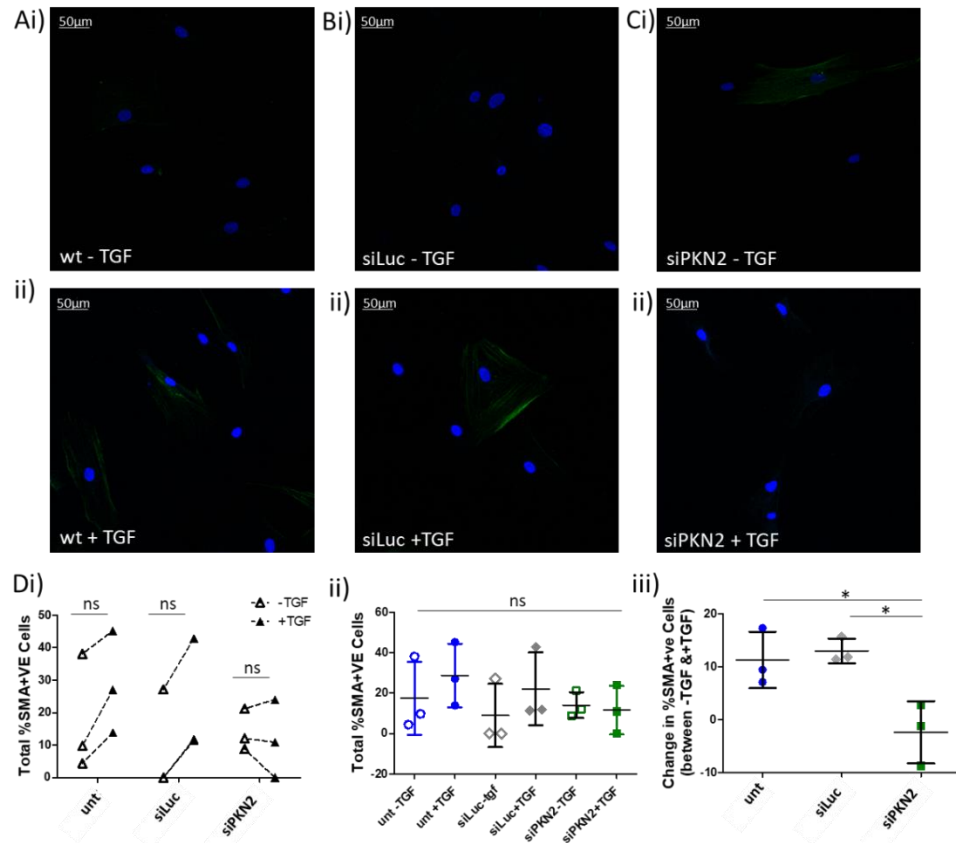 Ai)
50µm
wt - TGF
Bi)
50µm
siLuc - TGF
Ci)
50µm
siPKN2 - TGF
ii)
50µm
wt + TGF
ii)
50µm
siLuc +TGF
ii)
50µm
siPKN2 + TGF
Di)
ns
ns
ns
-TGF
+TGF
Total %SMA+VE Cells
50
40
30
20
10
0
unt
siLuc
siPKN2
ii)
ns
Total %SMA+VE Cells
60
40
20
0
-20
unt -TGF
unt +TGF
siLuc-tgf
siLuc+TGF
siPKN2-TGF
siPKN2+TGF
iii)
*
*
Change in %SMA+ve Cells
(between -TGF &+TGF)
20
10
0
-10
unt
siLuc
siPKN2